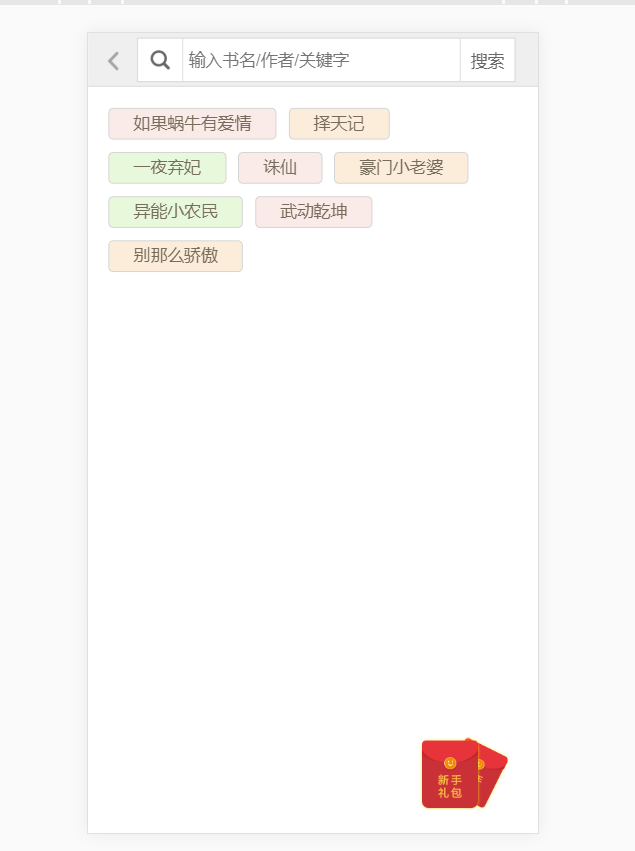 输入书名/作者/关键字 搜索
如果蜗牛有爱情 择天记
一夜弃妃 诛仙 豪门小老婆
异能小农民 武动乾坤
别那么骄傲
新手
礼包